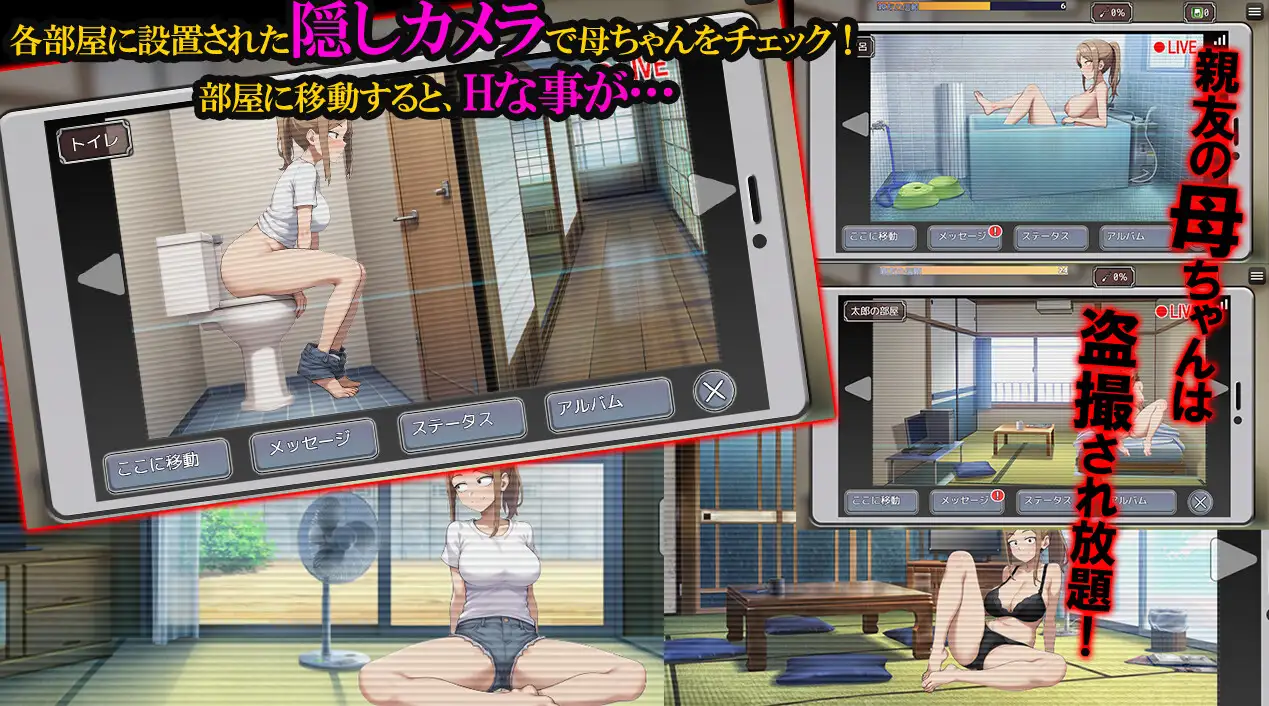 各部屋に設置された隠しカメラで母ちゃんをチェック！
部屋に移動すると、Hな事が…
トイレ
ここに移動
メッセージ
ステータス
アルバム
6
0%
0
LIVE
ここに移動
メッセージ
ステータス
アルバム
0%
太郎の部屋
ここに移動
メッセージ
ステータス
親友の母ちゃんは
盗撮され放題！